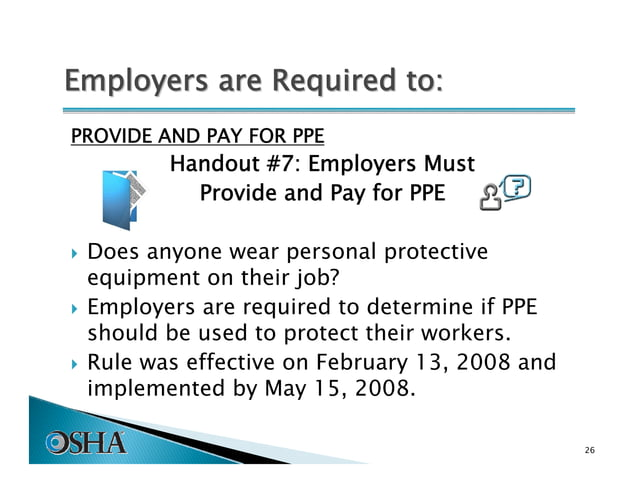 Employers are Required to:
PROVIDE AND PAY FOR PPE
Handout #7: Employers Must
Provide and Pay for PPE
?
Does anyone wear personal protective
equipment on their job?
Employers are required to determine if PPE
should be used to protect their workers.
Rule was effective on February 13, 2008 and
implemented by May 15, 2008.
OSHA
26